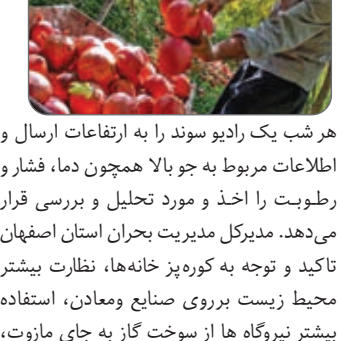 هر شب یک رادیو سوند را به ارتفاعات ارسال و
اطلاعات مربوط به جو بالا همچون دما، فشار و
رطوبت را اخذ و مورد تحلیل و بررسی قرار
می‌دهد. مدیرکل مدیریت بحران استان اصفهان
تاکید و توجه به کوره‌پز خانه‌ها، نظارت بیشتر
محیط زیست برروی صنایع ومعادن، استفاده
بیشتر نیروگاه ها از سوخت گاز به جای مازوت،